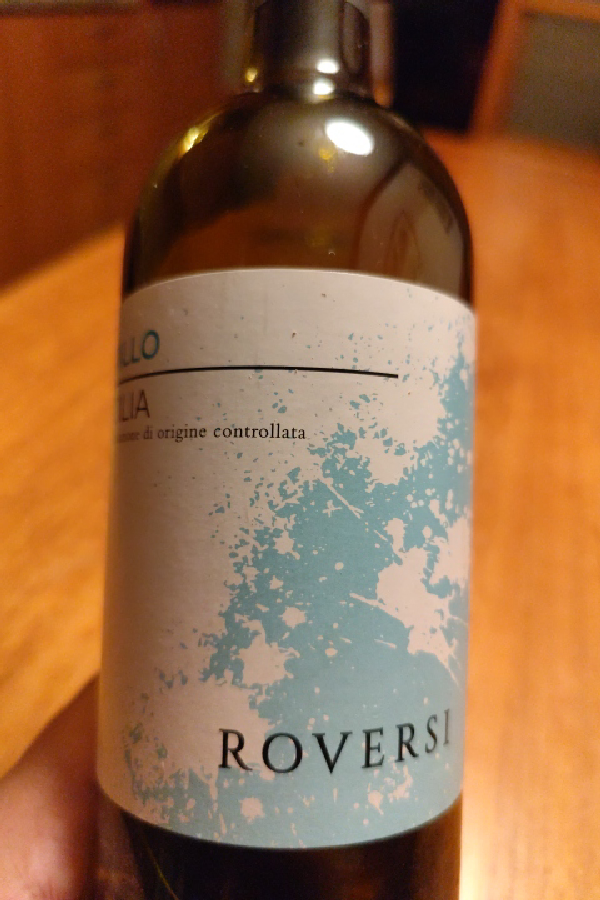 LLO
ILIA
di origine controllata
ROVERSI